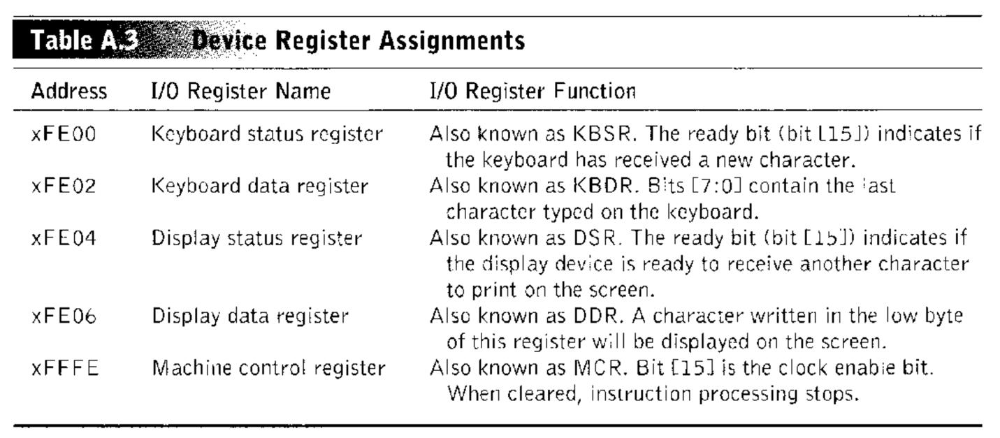 Table A.3 Device Register Assignments
Address I/O Register Name I/O Register Function
xFE00 Keyboard status register Also known as KBSR. The ready bit (bit [15]) indicates if
the keyboard has received a new character.
xFE02 Keyboard data register Also known as KBDR. Bits [7:0] contain the last
character typed on the keyboard.
xFE04 Display status register Also known as DSR. The ready bit (bit [15]) indicates if
the display device is ready to receive another character
to print on the screen.
xFE06 Display data register Also known as DDR. A character written in the low byte
of this register will be displayed on the screen.
xFFFE Machine control register Also known as MCR. Bit [15] is the clock enable bit.
When cleared, instruction processing stops.